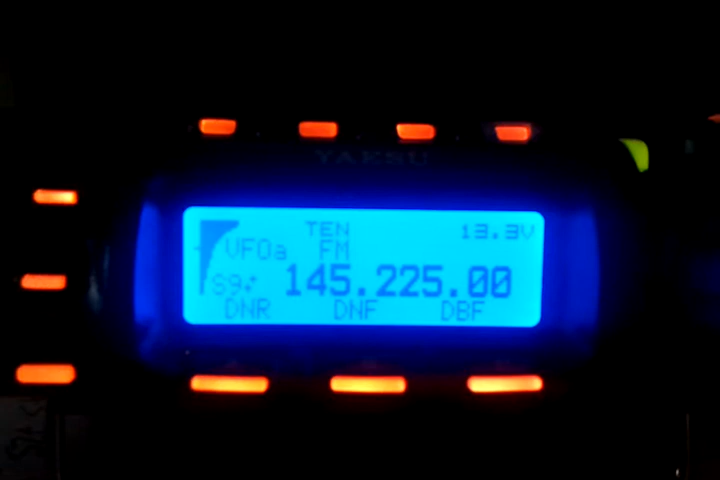 YAESU
TEN 13.3V
VFOa FM
S9+ 145.225.00
DNR DNF DBF